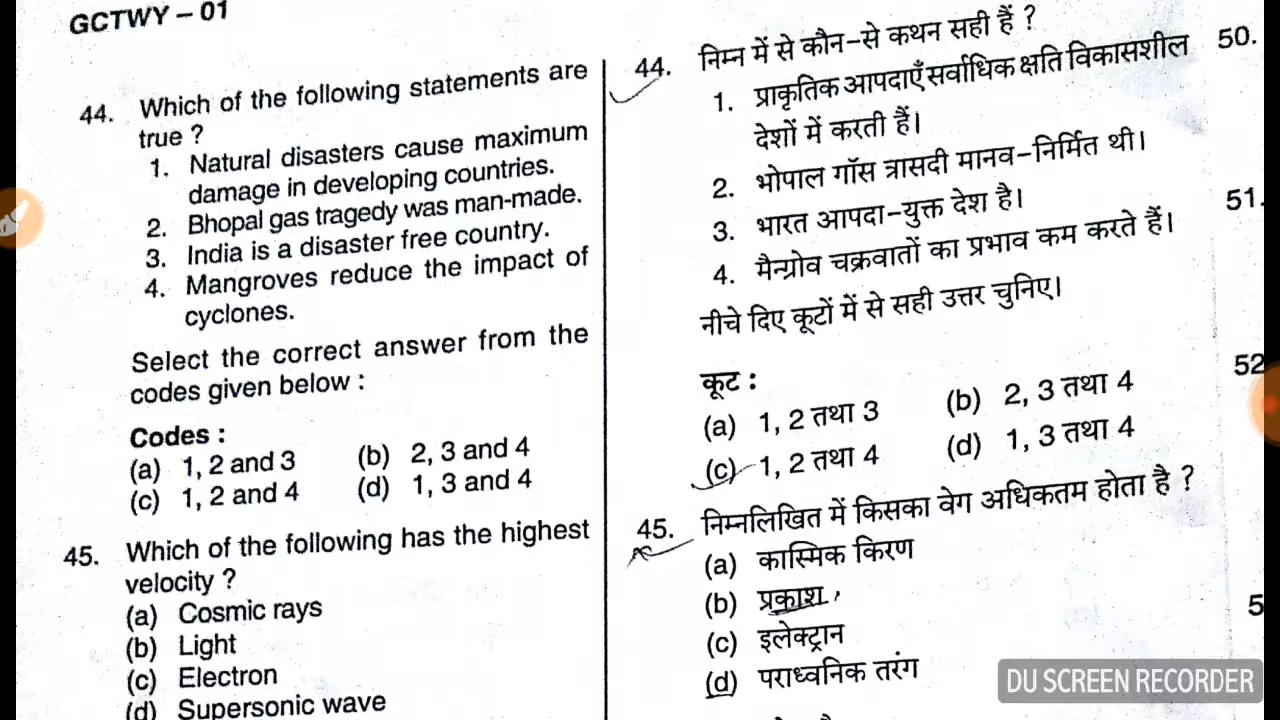 GCTWY – 01
44. Which of the following statements are
true ?
1. Natural disasters cause maximum
damage in developing countries.
2. Bhopal gas tragedy was man-made.
3. India is a disaster free country.
4. Mangroves reduce the impact of
cyclones.
Select the correct answer from the
codes given below :
Codes :
(a) 1, 2 and 3 (b) 2, 3 and 4
(c) 1, 2 and 4 (d) 1, 3 and 4
45. Which of the following has the highest
velocity ?
(a) Cosmic rays
(b) Light
(c) Electron
(d) Supersonic wave
44. निम्न में से कौन-से कथन सही हैं ?
1. प्राकृतिक आपदाएँ सर्वाधिक क्षति विकासशील
देशों में करती हैं।
2. भोपाल गॉस त्रासदी मानव-निर्मित थी।
3. भारत आपदा-युक्त देश है।
4. मैन्ग्रोव चक्रवातों का प्रभाव कम करते हैं।
नीचे दिए कूटों में से सही उत्तर चुनिए।
कूट :
(a) 1, 2 तथा 3 (b) 2, 3 तथा 4
(c) 1, 2 तथा 4 (d) 1, 3 तथा 4
45. निम्नलिखित में किसका वेग अधिकतम होता है ?
(a) कास्मिक किरण
(b) प्रकाश
(c) इलेक्ट्रान
(d) पराध्वनिक तरंग
50.
51.
52
5
DU SCREEN RECORDER